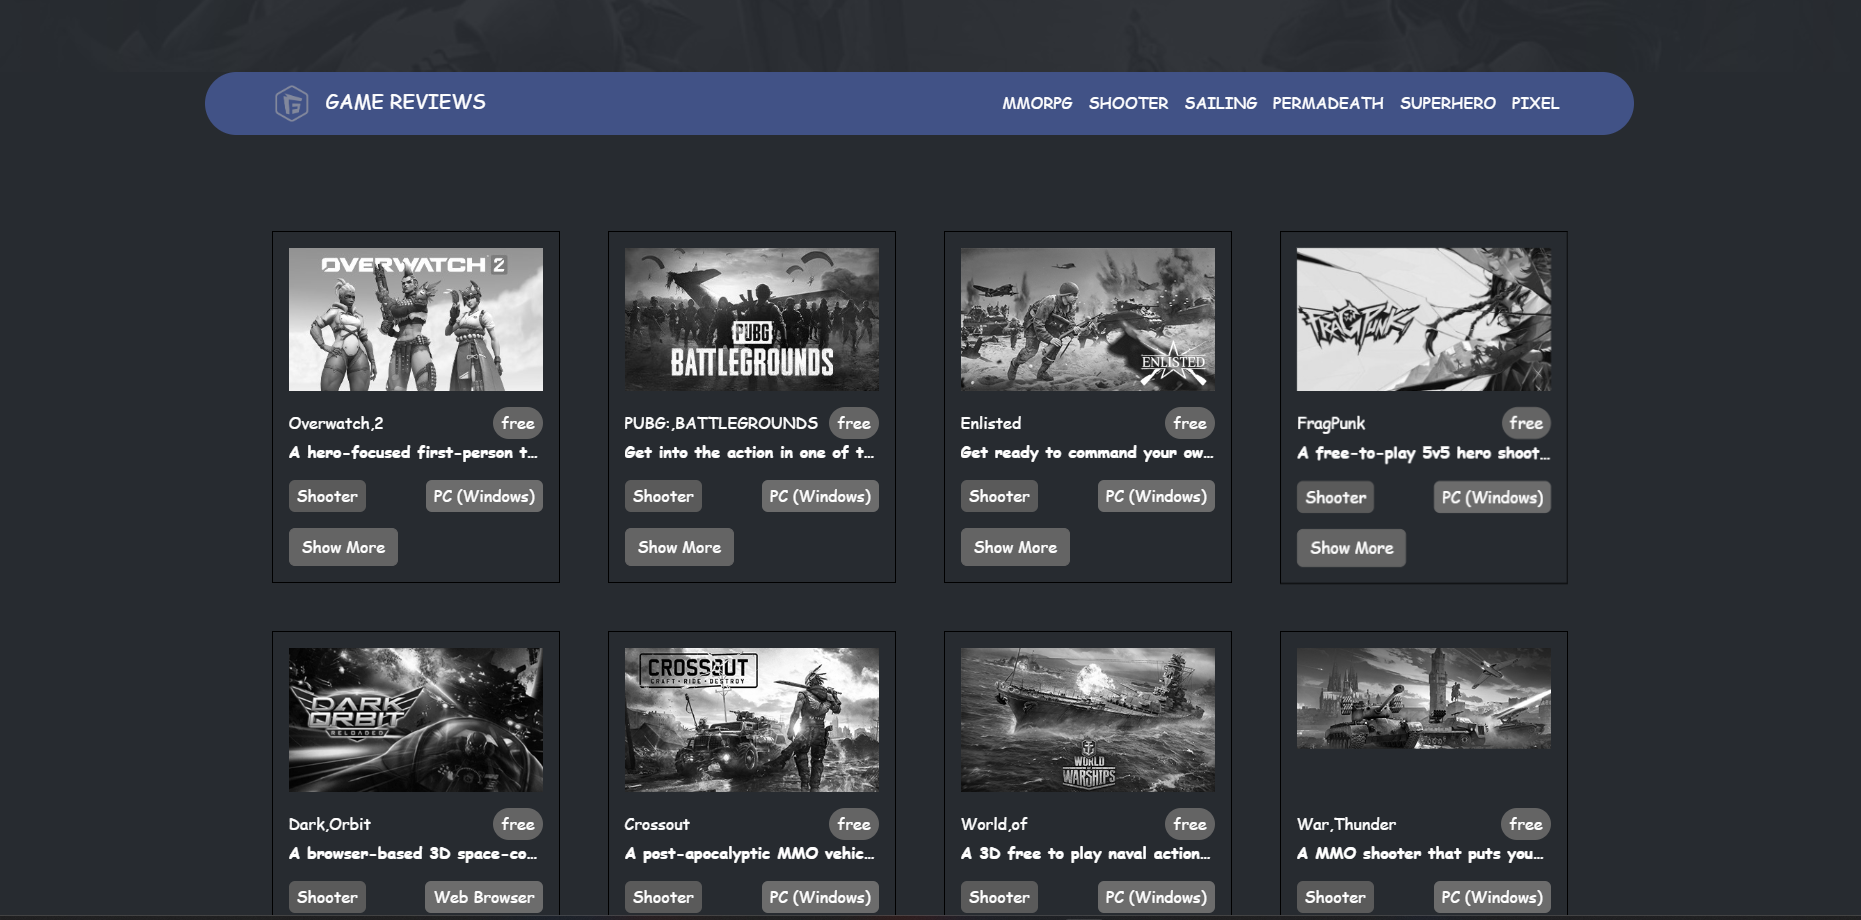 GAME REVIEWS MMORPG SHOOTER SAILING PERMADEATH SUPERHERO PIXEL
OVERWATCH 2
PUBG
BATTLEGROUNDS
ENLISTED
FRAGPUNK
Overwatch,2 free
A hero-focused first-person t...
Shooter PC (Windows)
Show More
PUBG:,BATTLEGROUNDS free
Get into the action in one of t...
Shooter PC (Windows)
Show More
Enlisted free
Get ready to command your ow...
Shooter PC (Windows)
Show More
FragPunk free
A free-to-play 5v5 hero shoot...
Shooter PC (Windows)
Show More
DARK
ORBIT
RELOADED
CROSSOUT
CRAFT · RIDE · DESTROY
WORLD
OF
WARSHIPS
Dark,Orbit free
A browser-based 3D space-co...
Shooter Web Browser
Crossout free
A post-apocalyptic MMO vehic...
Shooter PC (Windows)
World,of free
A 3D free to play naval action...
Shooter PC (Windows)
War,Thunder free
A MMO shooter that puts you...
Shooter PC (Windows)